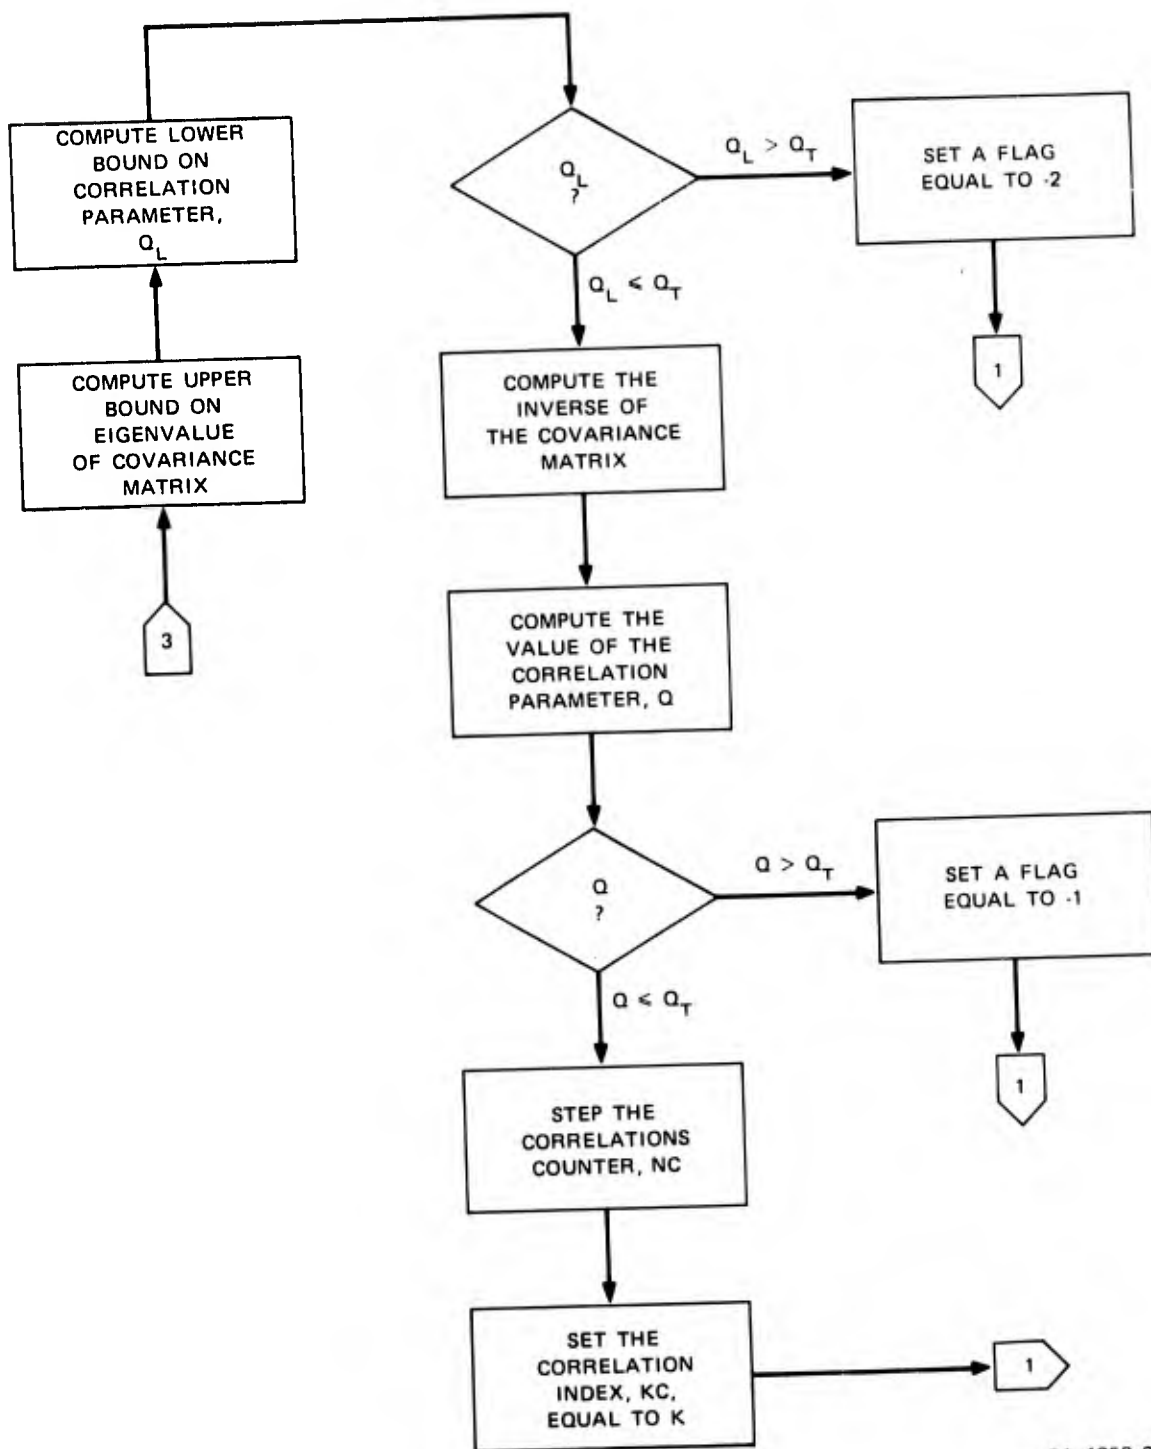 COMPUTE LOWER
BOUND ON
CORRELATION
PARAMETER,
Q_L
COMPUTE UPPER
BOUND ON
EIGENVALUE
OF COVARIANCE
MATRIX
3
Q_L
?
Q_L > Q_T
SET A FLAG
EQUAL TO -2
1
Q_L ≤ Q_T
COMPUTE THE
INVERSE OF
THE COVARIANCE
MATRIX
COMPUTE THE
VALUE OF THE
CORRELATION
PARAMETER, Q
Q
?
Q > Q_T
SET A FLAG
EQUAL TO -1
1
Q ≤ Q_T
STEP THE
CORRELATIONS
COUNTER, NC
SET THE
CORRELATION
INDEX, KC,
EQUAL TO K
1